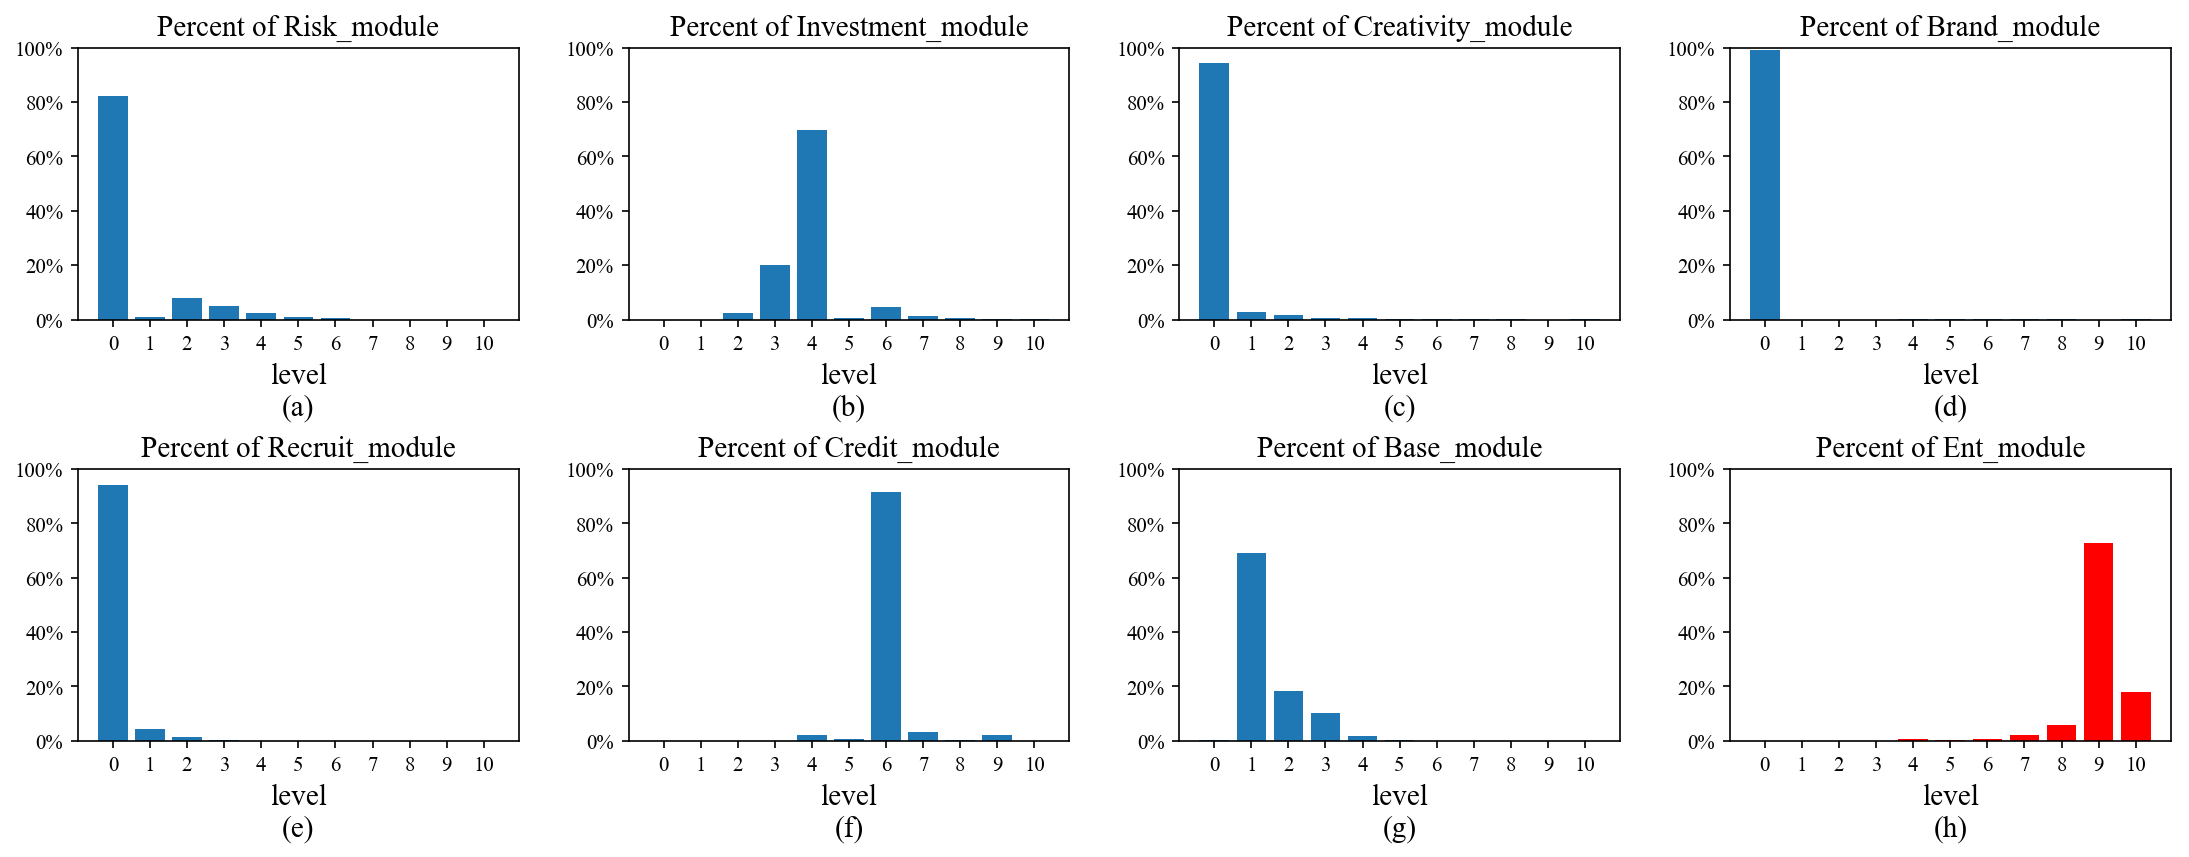 Percent of Risk_module
100%
80%
60%
40%
20%
0%
0 1 2 3 4 5 6 7 8 9 10
level
(a)
Percent of Investment_module
100%
80%
60%
40%
20%
0%
0 1 2 3 4 5 6 7 8 9 10
level
(b)
Percent of Creativity_module
100%
80%
60%
40%
20%
0%
0 1 2 3 4 5 6 7 8 9 10
level
(c)
Percent of Brand_module
100%
80%
60%
40%
20%
0%
0 1 2 3 4 5 6 7 8 9 10
level
(d)
Percent of Recruit_module
100%
80%
60%
40%
20%
0%
0 1 2 3 4 5 6 7 8 9 10
level
(e)
Percent of Credit_module
100%
80%
60%
40%
20%
0%
0 1 2 3 4 5 6 7 8 9 10
level
(f)
Percent of Base_module
100%
80%
60%
40%
20%
0%
0 1 2 3 4 5 6 7 8 9 10
level
(g)
Percent of Ent_module
100%
80%
60%
40%
20%
0%
0 1 2 3 4 5 6 7 8 9 10
level
(h)